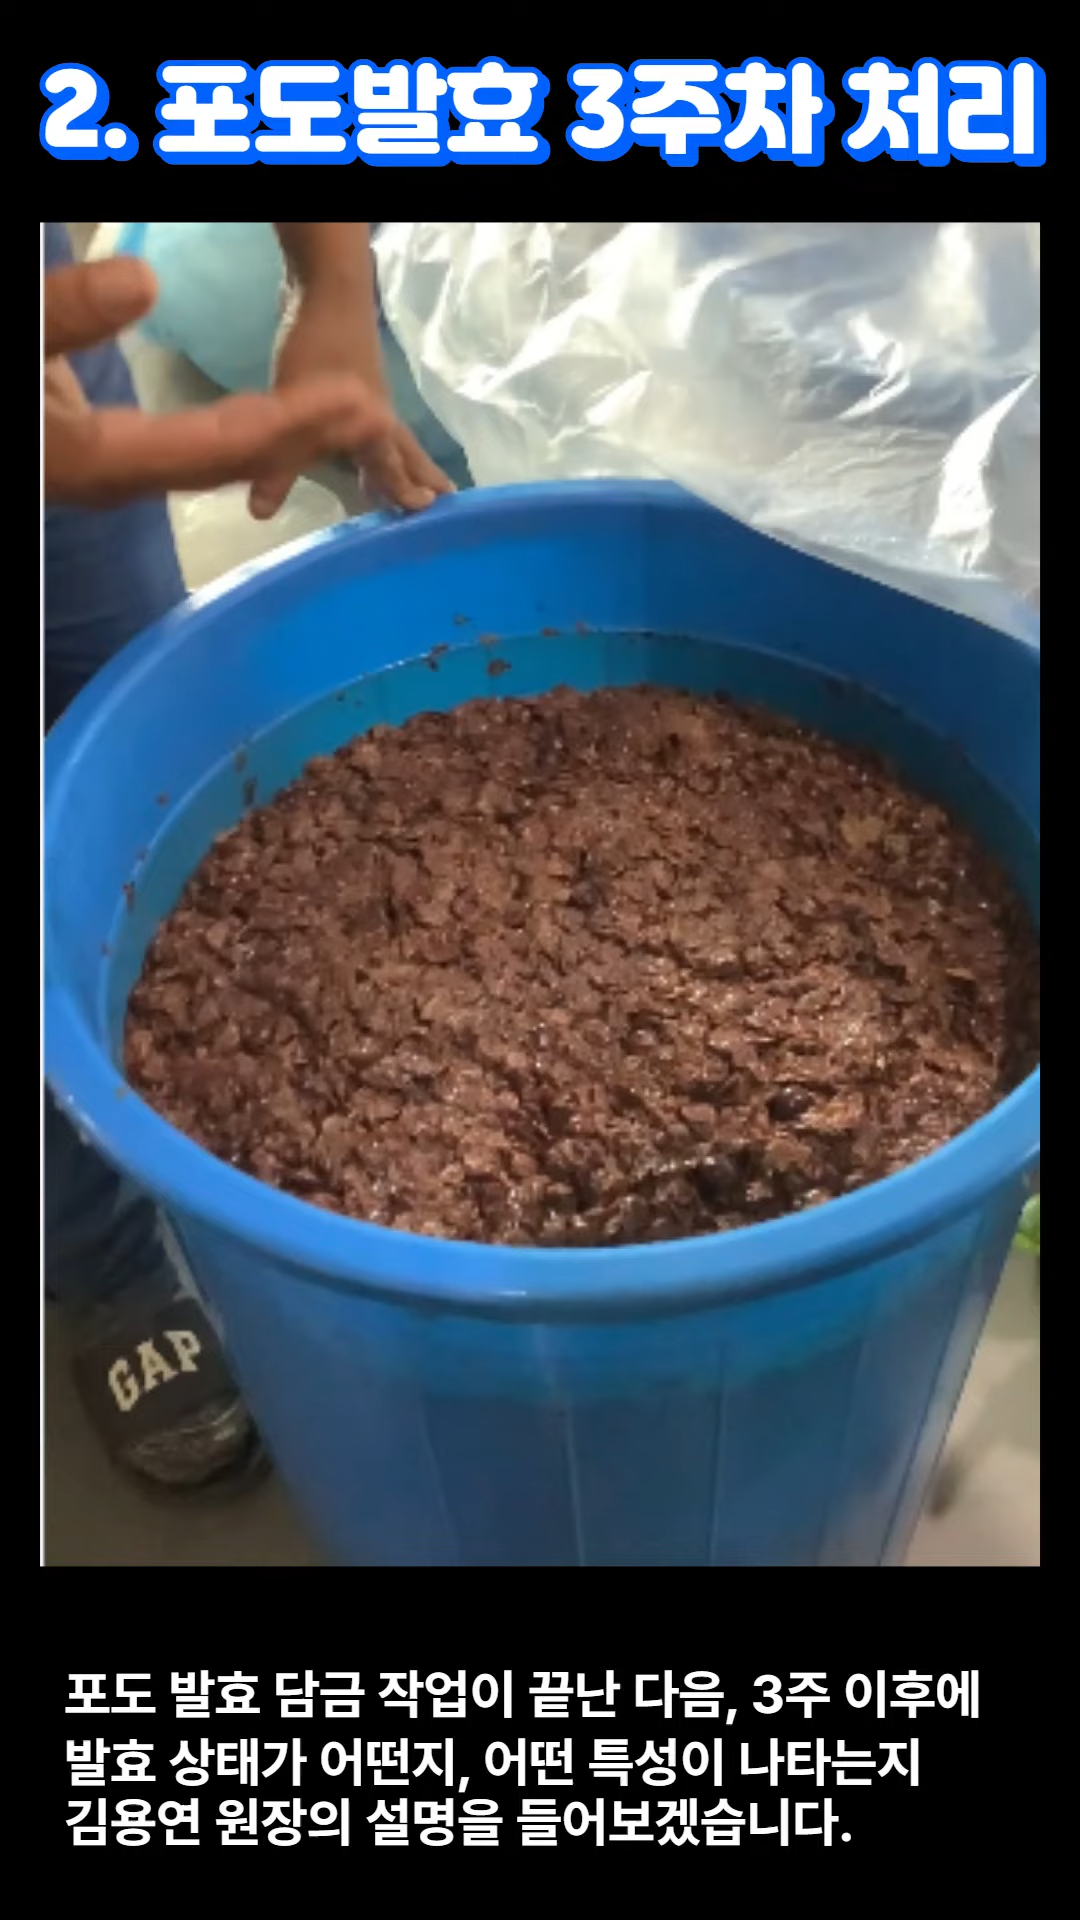 2. 포도발효 3주차 처리
GAP
포도 발효 담금 작업이 끝난 다음, 3주 이후에
발효 상태가 어떤지, 어떤 특성이 나타는지
김용연 원장의 설명을 들어보겠습니다.